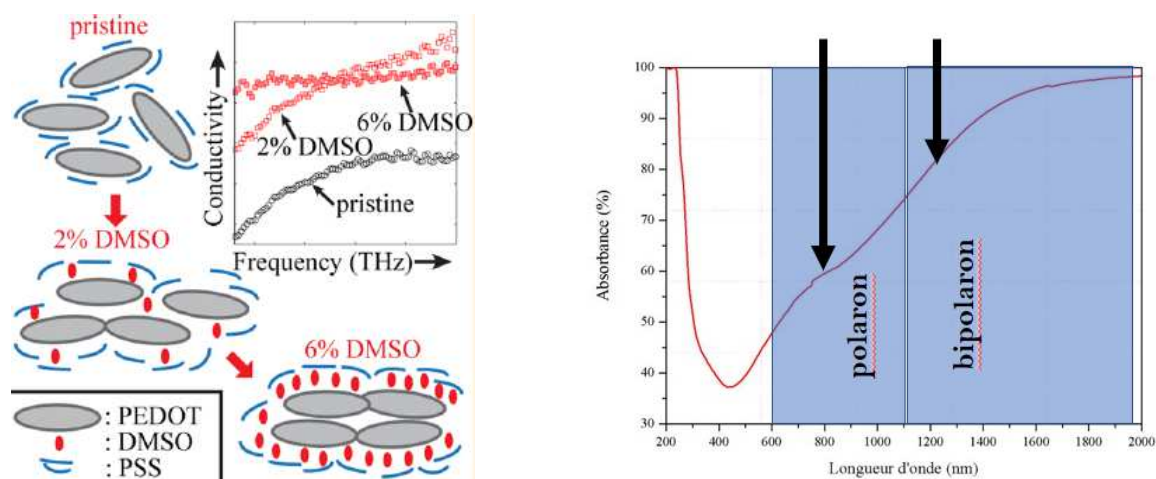 pristine
Conductivity
6% DMSO
2% DMSO
pristine
Frequency (THz)
2% DMSO
6% DMSO
: PEDOT
: DMSO
: PSS
100
90
80
70
60
50
40
30
Absorbance (%)
polaron
bipolaron
200 400 600 800 1000 1200 1400 1600 1800 2000
Longueur d'onde (nm)